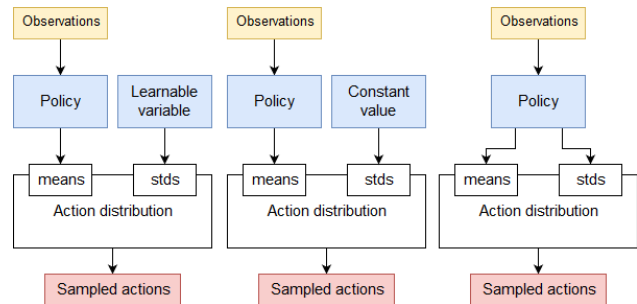 Observations
Policy
Learnable
variable
means
stds
Action distribution
Sampled actions
Observations
Policy
Constant
value
means
stds
Action distribution
Sampled actions
Observations
Policy
means
stds
Action distribution
Sampled actions